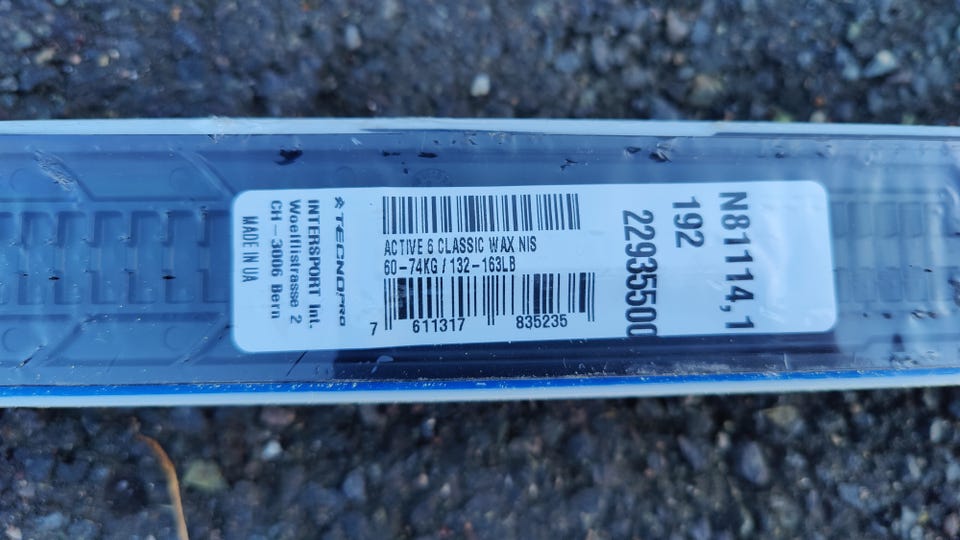 TECNOPRO
INTERSPORT Int.
Woelflistrasse 2
CH-3006 Bern
MADE IN UA
ACTIVE 6 CLASSIC WAX NIS
60-74KG / 132-163LB
7 611317 835235
N81114,1
192
22935500